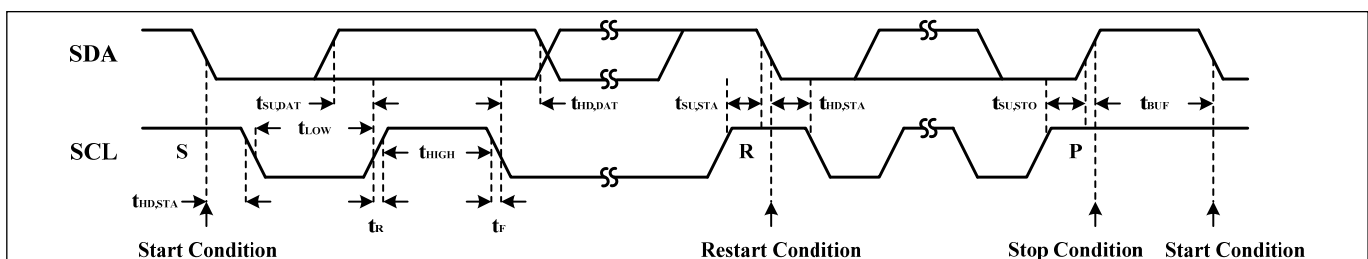 SDA
tSU,DAT tHD,DAT tSU,STA tHD,STA tSU,STO tBUF
tLOW
SCL S tHIGH R P
tHD,STA
tR tF
Start Condition Restart Condition Stop Condition Start Condition